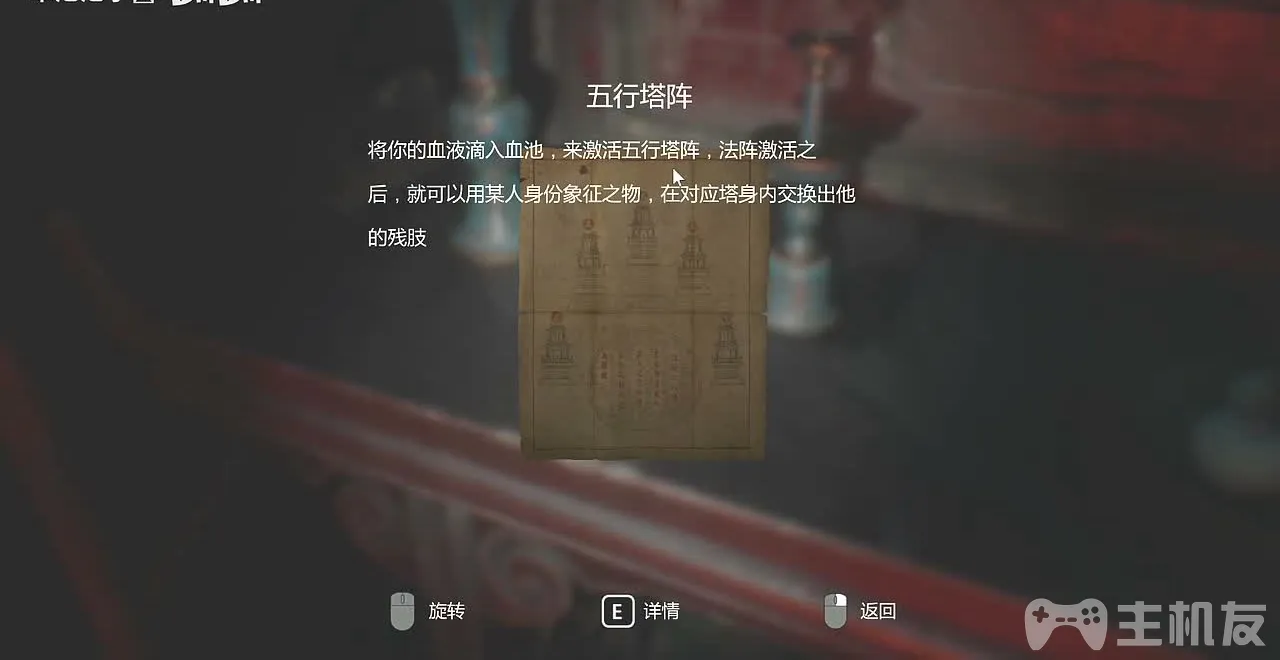 五行塔阵
将你的血液滴入血池，来激活五行塔阵，法阵激活之
后，就可以用某人身份象征之物，在对应塔身内交换出他
的残肢
旋转
E 详情
返回
主机友